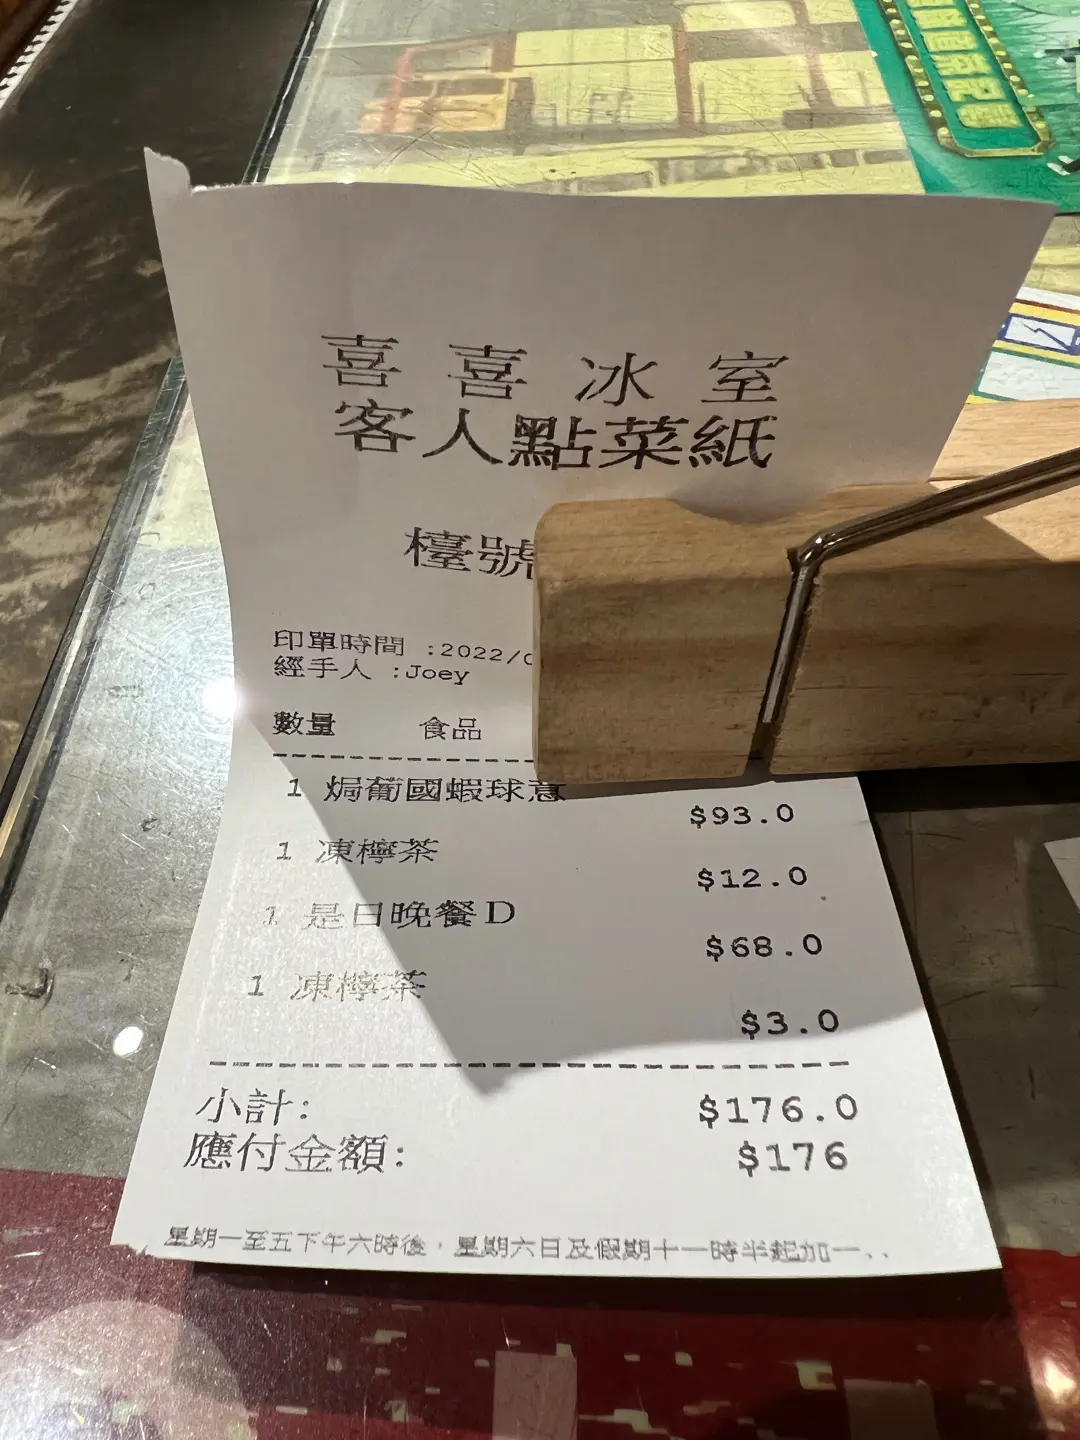 喜喜冰室
客人點菜紙
檯號
印單時間 :2022/0
經手人 :Joey
數量 食品
1 焗葡國蝦球意
$93.0
1 凍檸茶
$12.0
1 是日晚餐D
$68.0
1 凍檸茶
$3.0
小計: $176.0
應付金額: $176
星期一至五下午六時後，星期六日及假期十一時半起加一..